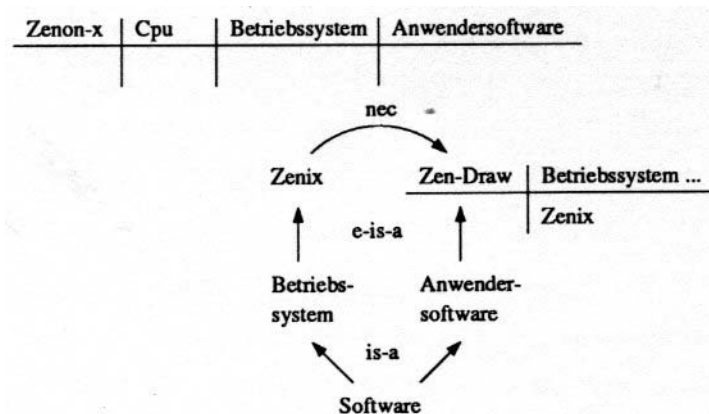 Zenon-x Cpu Betriebssystem Anwendersoftware
nec
Zenix Zen-Draw Betriebssystem ...
Zenix
e-is-a
Betriebs- Anwender-
system software
is-a
Software